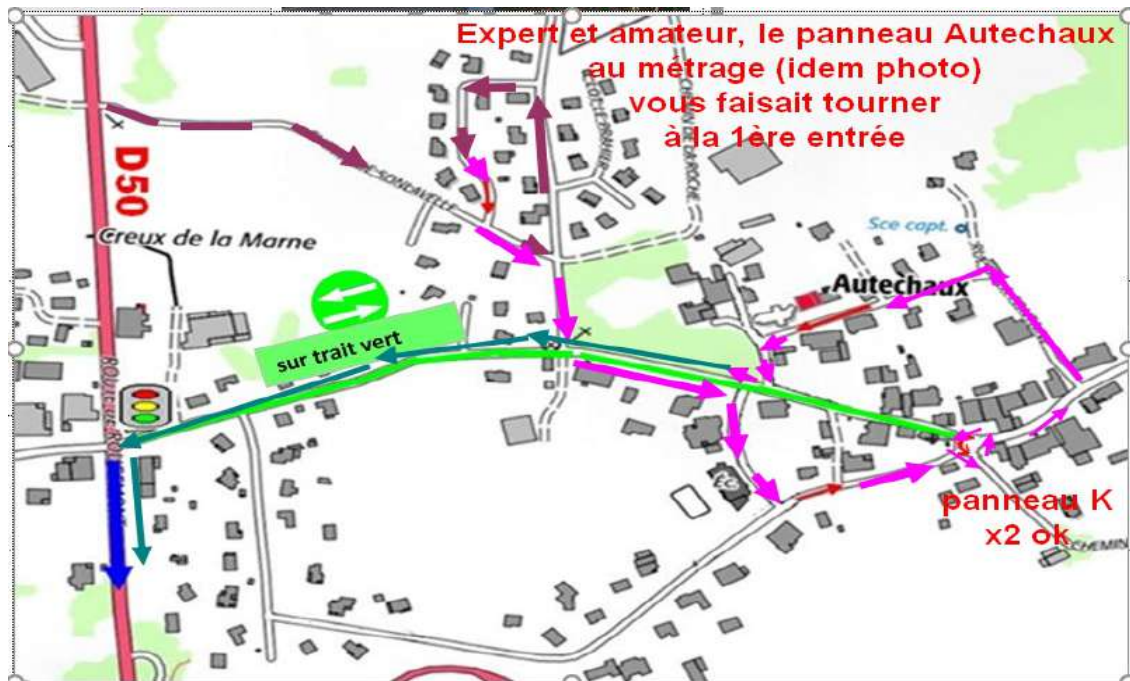 Expert et amateur, le panneau Autechaux
au métrage (idem photo)
vous faisait tourner
à la 1ère entrée
D50
Creux de la Marne
Sce capt.
Autechaux
sur trait vert
panneau K
x2 ok
CHEMIN